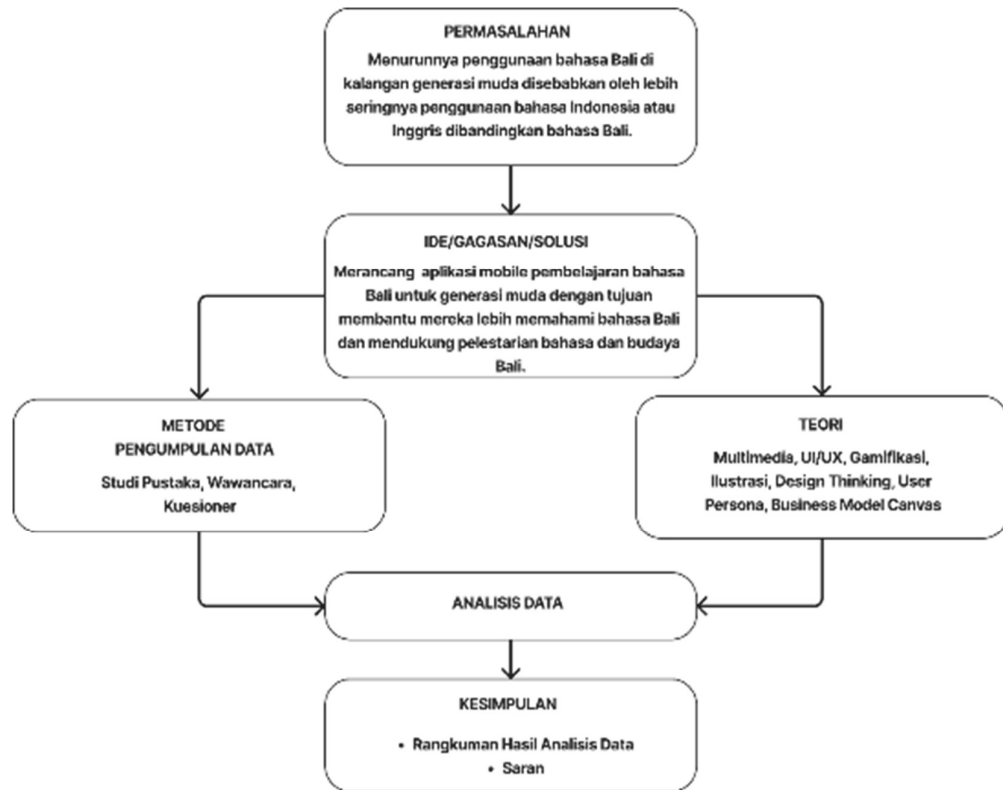 PERMASALAHAN
Menurunnya penggunaan bahasa Bali di
kalangan generasi muda disebabkan oleh lebih
seringnya penggunaan bahasa Indonesia atau
Inggris dibandingkan bahasa Bali.
IDE/GAGASAN/SOLUSI
Merancang aplikasi mobile pembelajaran bahasa
Bali untuk generasi muda dengan tujuan
membantu mereka lebih memahami bahasa Bali
dan mendukung pelestarian bahasa dan budaya
Bali.
METODE
PENGUMPULAN DATA
Studi Pustaka, Wawancara,
Kuesioner
TEORI
Multimedia, UI/UX, Gamifikasi,
Ilustrasi, Design Thinking, User
Persona, Business Model Canvas
ANALISIS DATA
KESIMPULAN
• Rangkuman Hasil Analisis Data
• Saran